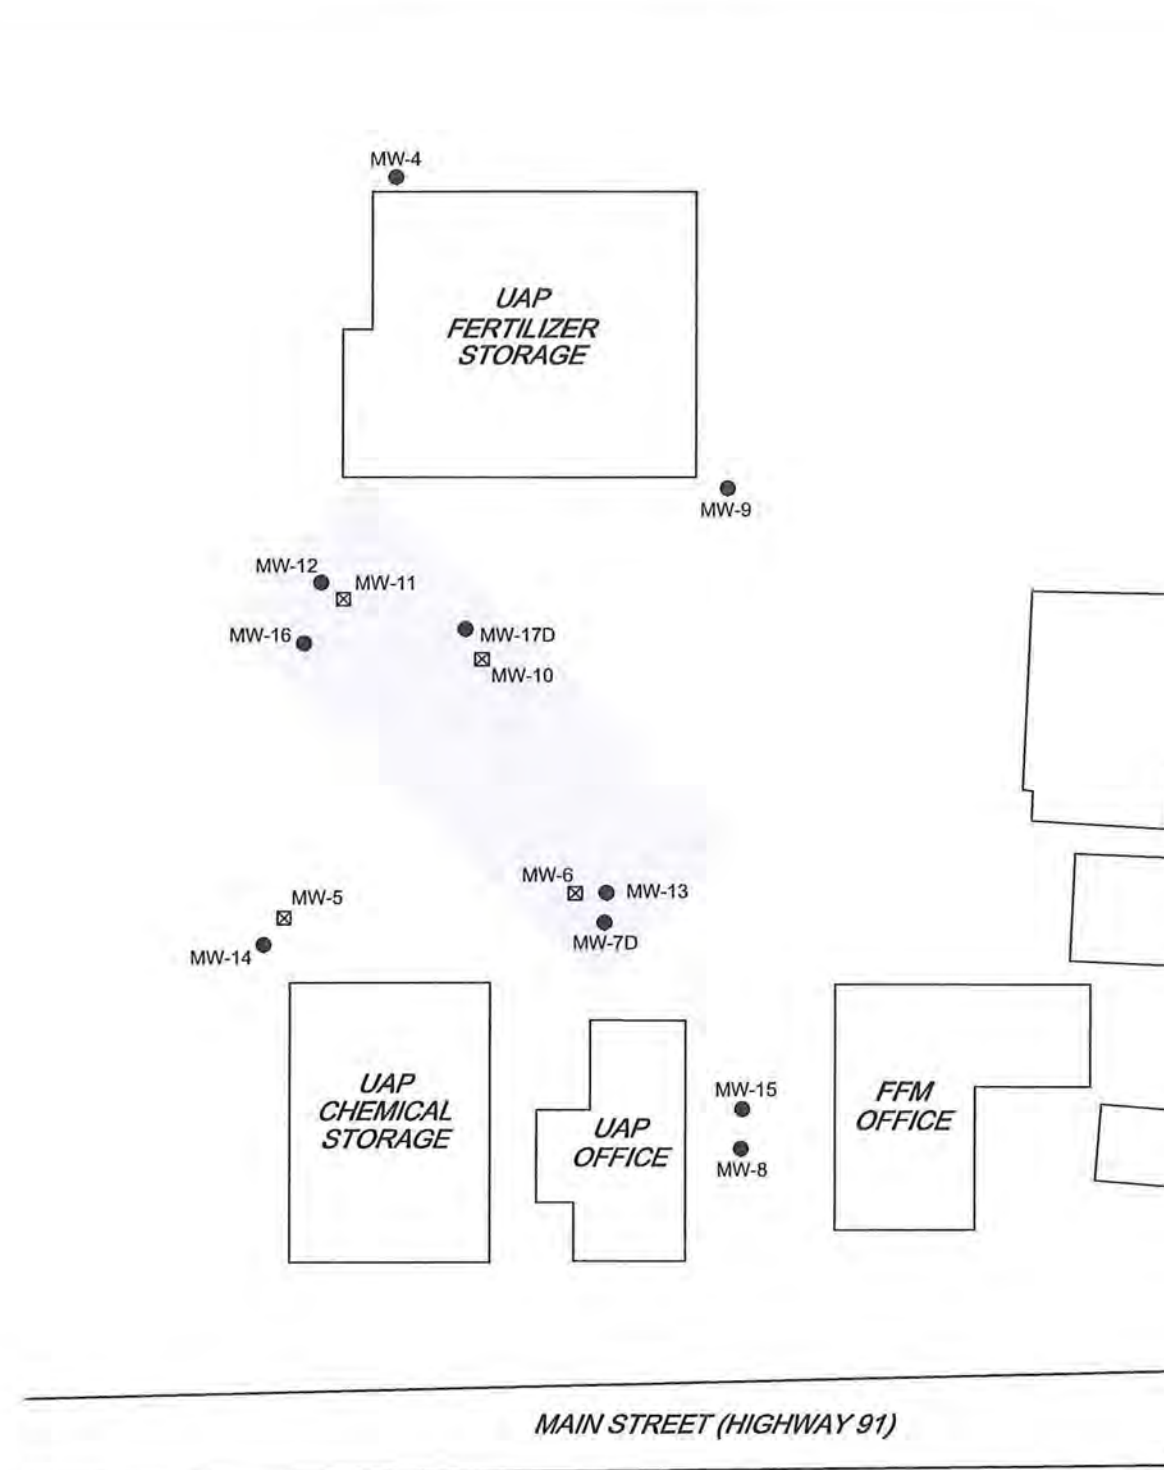 MW-4
UAP
FERTILIZER
STORAGE
MW-9
MW-12
MW-11
MW-16
MW-17D
MW-10
MW-6
MW-13
MW-5
MW-7D
MW-14
UAP
CHEMICAL
STORAGE
UAP
OFFICE
MW-15
MW-8
FFM
OFFICE
MAIN STREET (HIGHWAY 91)